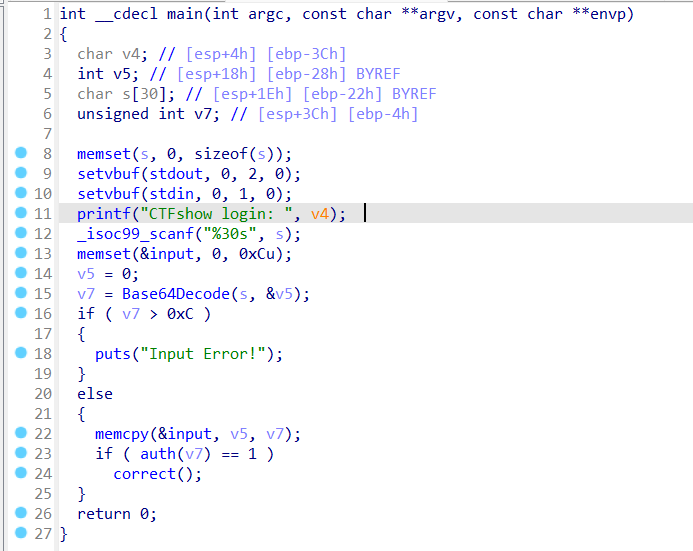 1 int __cdecl main(int argc, const char **argv, const char **envp)
2 {
3   char v4; // [esp+4h] [ebp-3Ch]
4   int v5; // [esp+18h] [ebp-28h] BYREF
5   char s[30]; // [esp+1Eh] [ebp-22h] BYREF
6   unsigned int v7; // [esp+3Ch] [ebp-4h]
7
8   memset(s, 0, sizeof(s));
9   setvbuf(stdout, 0, 2, 0);
10   setvbuf(stdin, 0, 1, 0);
11   printf("CTFshow login: ", v4);
12   _isoc99_scanf("%30s", s);
13   memset(&input, 0, 0xCu);
14   v5 = 0;
15   v7 = Base64Decode(s, &v5);
16   if ( v7 > 0xC )
17   {
18     puts("Input Error!");
19   }
20   else
21   {
22     memcpy(&input, v5, v7);
23     if ( auth(v7) == 1 )
24       correct();
25   }
26   return 0;
27 }